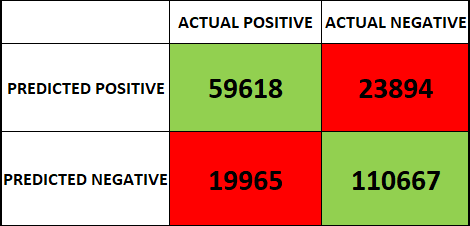 ACTUAL POSITIVE ACTUAL NEGATIVE
PREDICTED POSITIVE 59618 23894
PREDICTED NEGATIVE 19965 110667